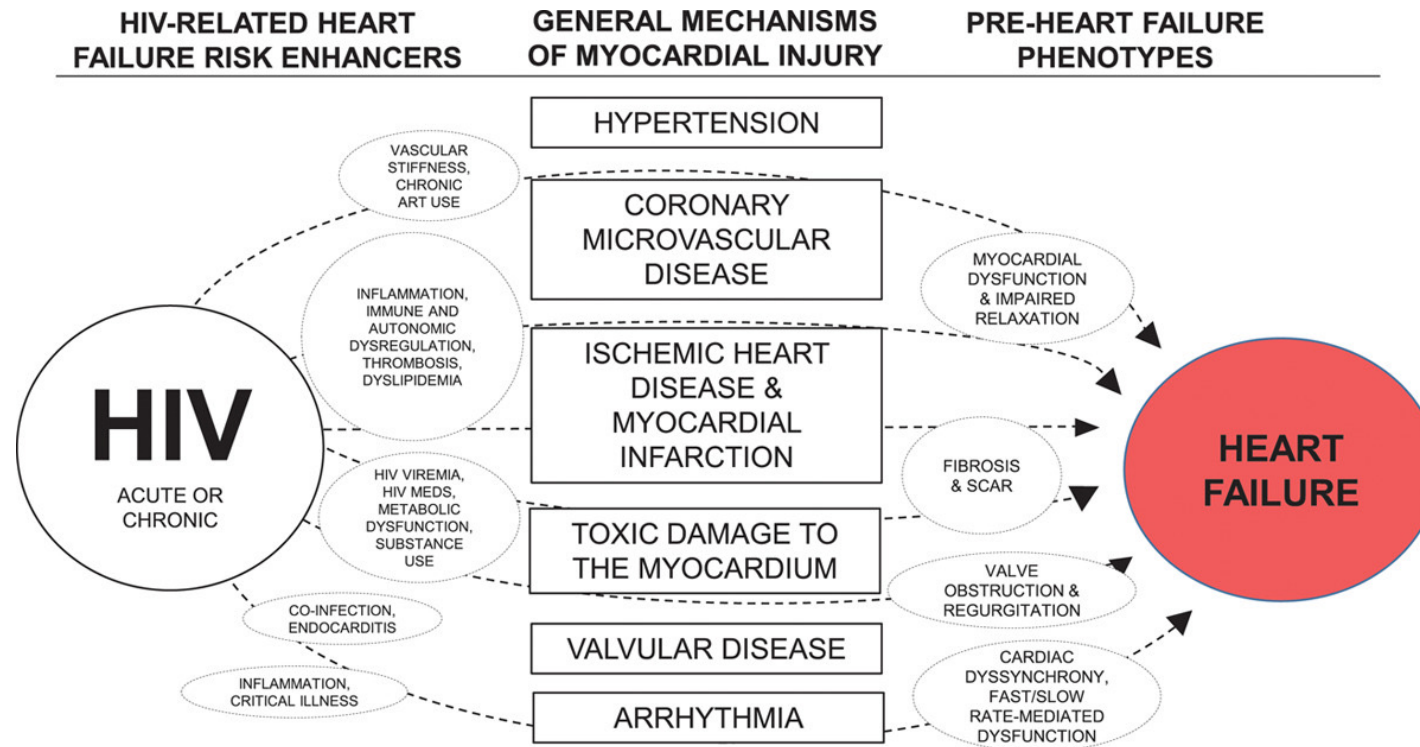 HIV-RELATED HEART
FAILURE RISK ENHANCERS
GENERAL MECHANISMS
OF MYOCARDIAL INJURY
PRE-HEART FAILURE
PHENOTYPES
HIV
ACUTE OR
CHRONIC
VASCULAR
STIFFNESS,
CHRONIC
ART USE
INFLAMMATION,
IMMUNE AND
AUTONOMIC
DYSREGULATION,
THROMBOSIS,
DYSLIPIDEMIA
HIV VIREMIA,
HIV MEDS,
METABOLIC
DYSFUNCTION,
SUBSTANCE
USE
CO-INFECTION,
ENDOCARDITIS
INFLAMMATION,
CRITICAL ILLNESS
HYPERTENSION
CORONARY
MICROVASCULAR
DISEASE
ISCHEMIC HEART
DISEASE &
MYOCARDIAL
INFARCTION
TOXIC DAMAGE TO
THE MYOCARDIUM
VALVULAR DISEASE
ARRHYTHMIA
MYOCARDIAL
DYSFUNCTION
& IMPAIRED
RELAXATION
FIBROSIS
& SCAR
VALVE
OBSTRUCTION &
REGURGITATION
CARDIAC
DYSSYNCHRONY,
FAST/SLOW
RATE-MEDIATED
DYSFUNCTION
HEART
FAILURE